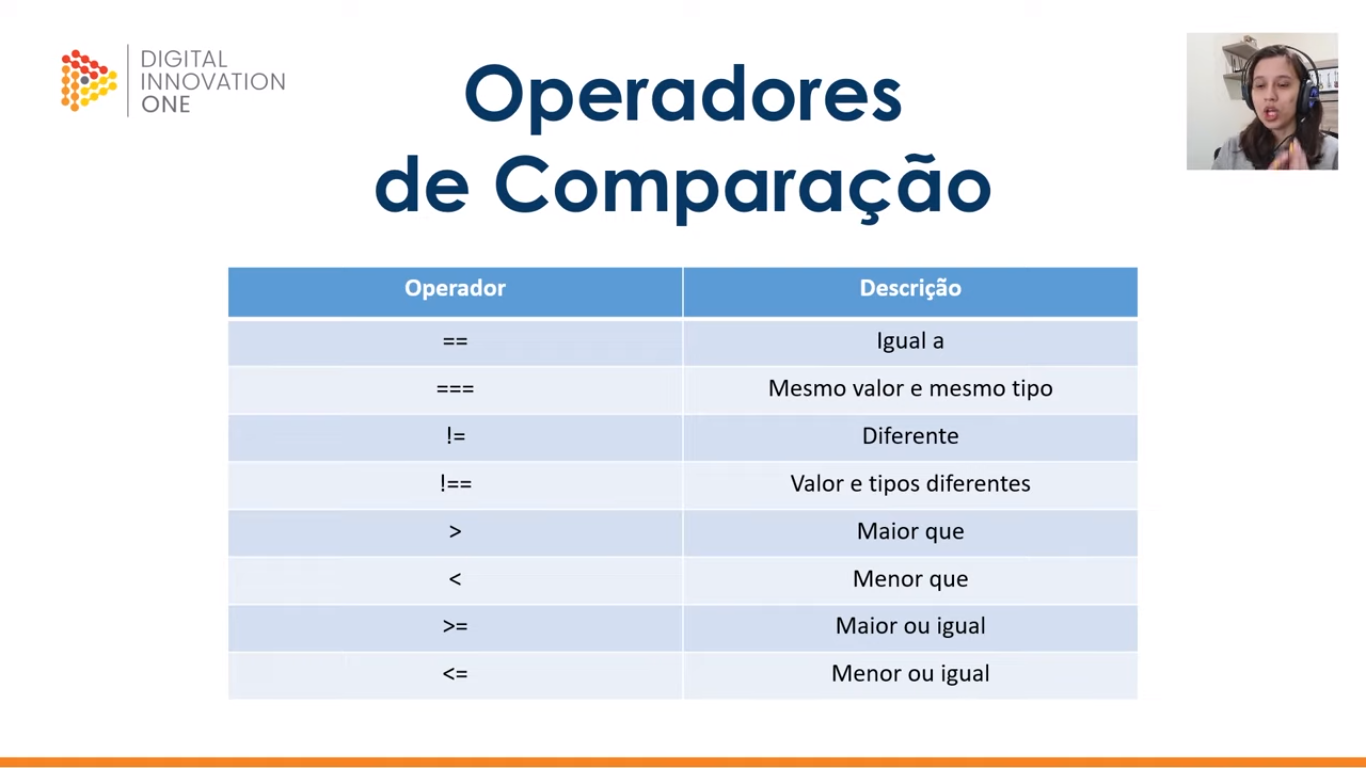 DIGITAL
INNOVATION
ONE
Operadores
de Comparação
Operador Descrição
== Igual a
=== Mesmo valor e mesmo tipo
!= Diferente
!== Valor e tipos diferentes
> Maior que
< Menor que
>= Maior ou igual
<= Menor ou igual